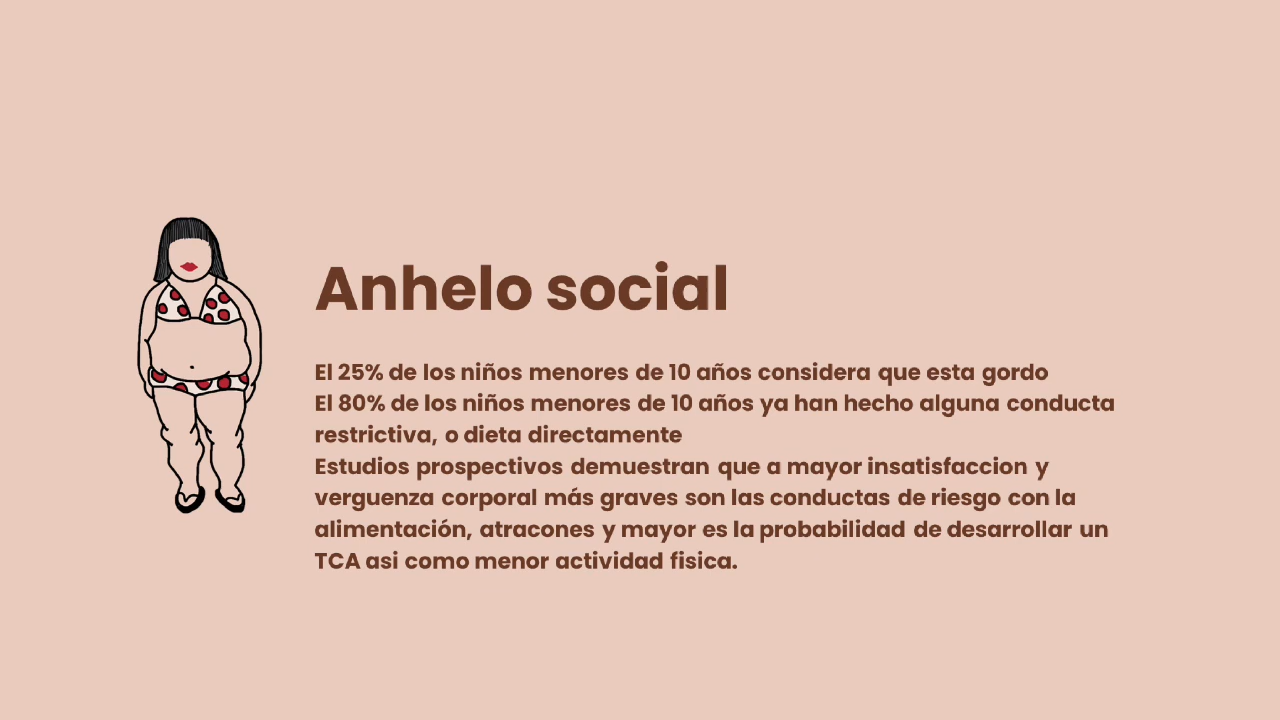 Anhelo social
El 25% de los niños menores de 10 años considera que esta gordo
El 80% de los niños menores de 10 años ya han hecho alguna conducta
restrictiva, o dieta directamente
Estudios prospectivos demuestran que a mayor insatisfaccion y
verguenza corporal más graves son las conductas de riesgo con la
alimentación, atracones y mayor es la probabilidad de desarrollar un
TCA asi como menor actividad fisica.